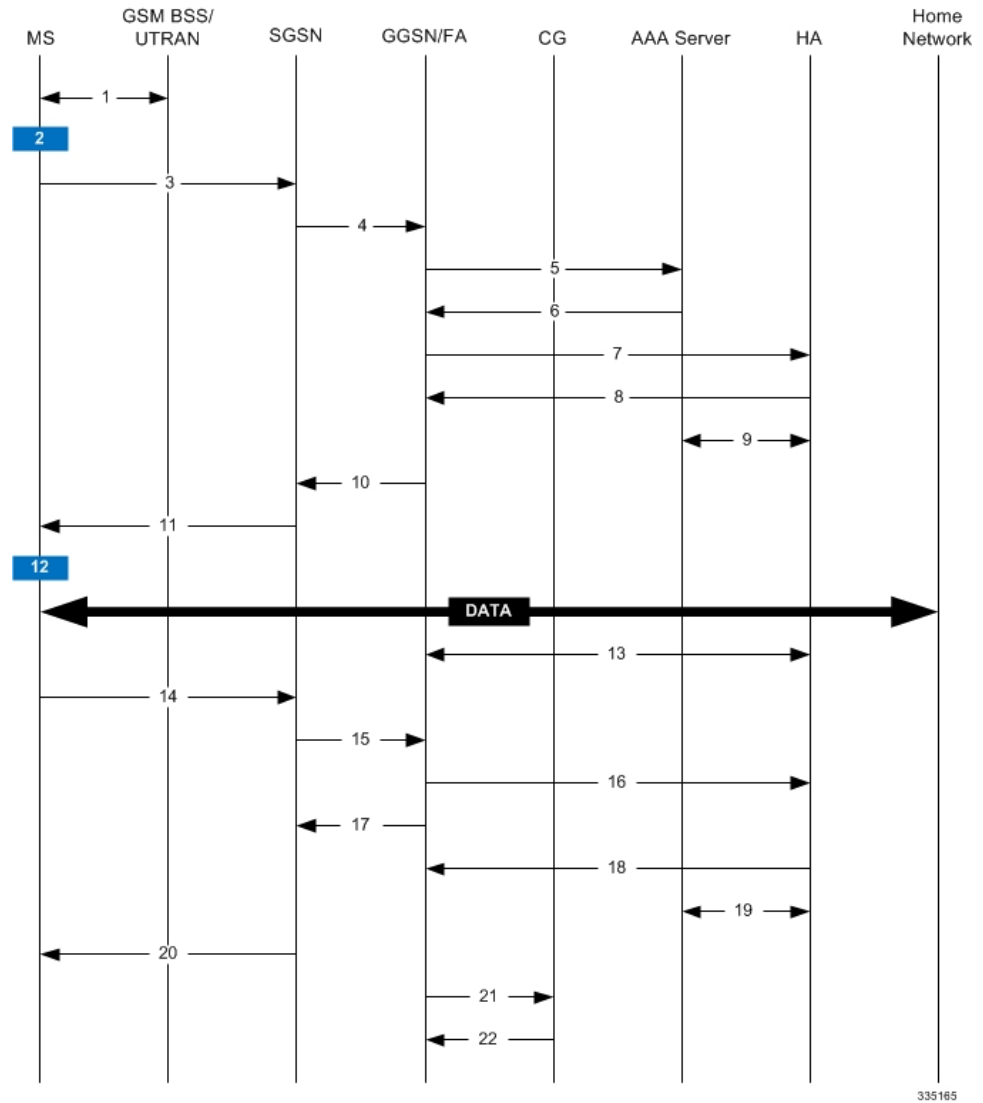 GSM BSS/
UTRAN
MS
SGSN
GGSN/FA
CG
AAA Server
HA
Home
Network
1
2
3
4
5
6
7
8
9
10
11
12
DATA
13
14
15
16
17
18
19
20
21
22
335165